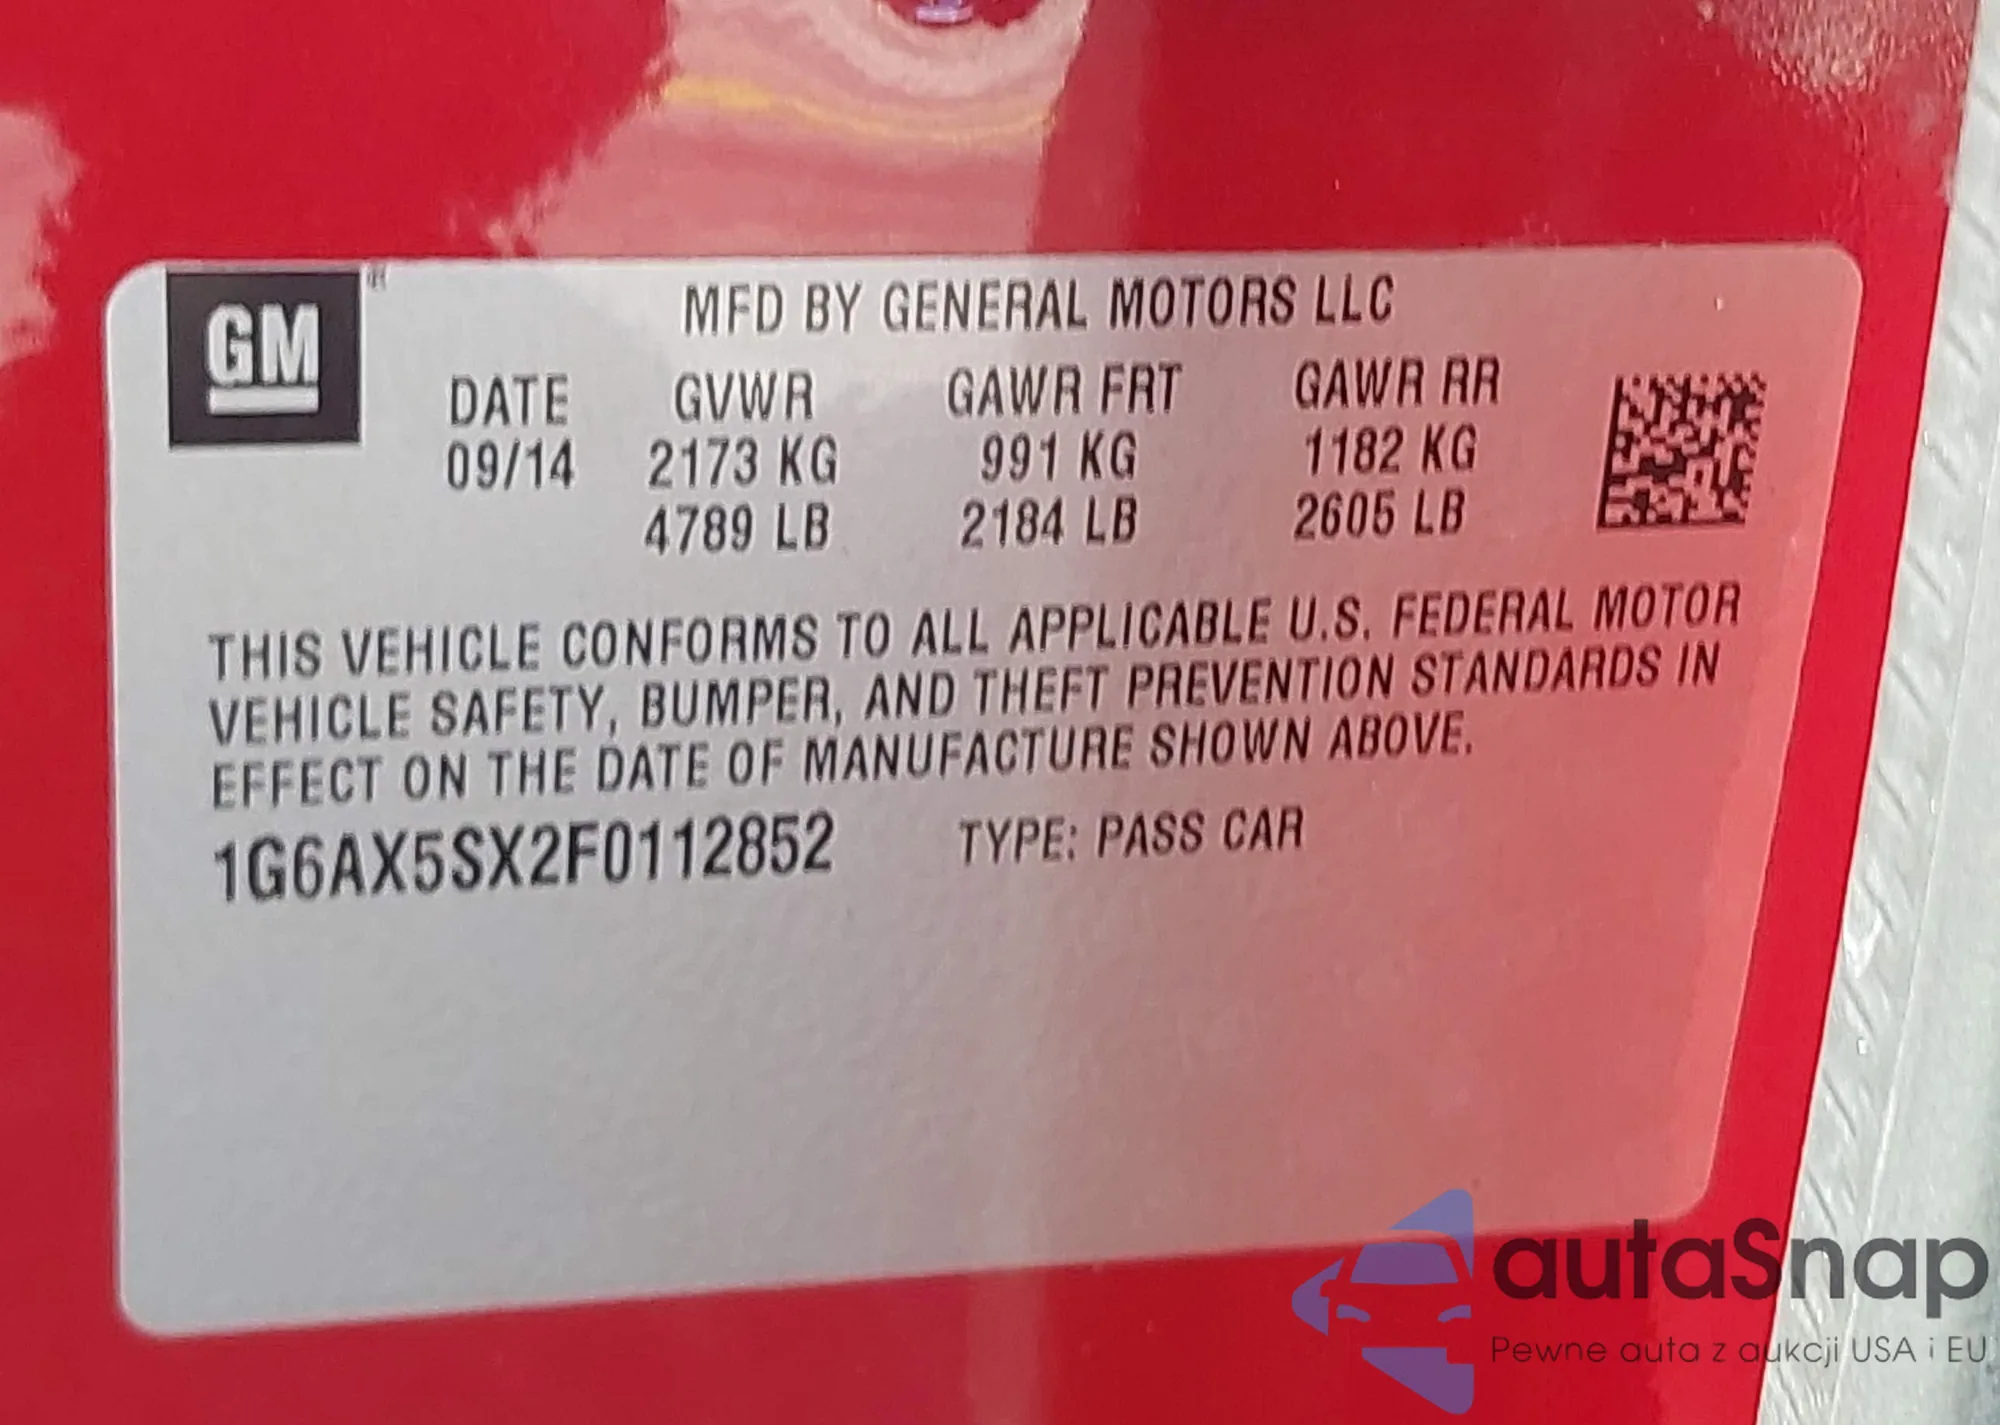 GM
MFD BY GENERAL MOTORS LLC
DATE GVWR GAWR FRT GAWR RR
09/14 2173 KG 991 KG 1182 KG
4789 LB 2184 LB 2605 LB
THIS VEHICLE CONFORMS TO ALL APPLICABLE U.S. FEDERAL MOTOR
VEHICLE SAFETY, BUMPER, AND THEFT PREVENTION STANDARDS IN
EFFECT ON THE DATE OF MANUFACTURE SHOWN ABOVE.
1G6AX5SX2F0112852 TYPE: PASS CAR
autaSnap
Pewne auta z aukcji USA i EU